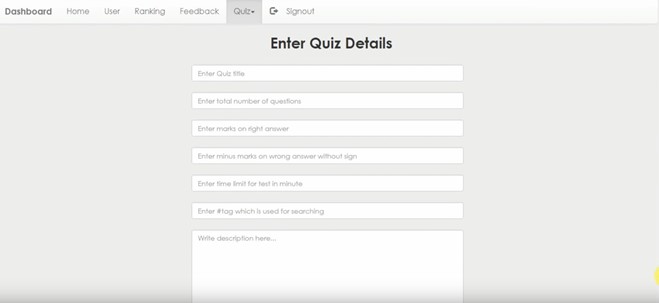 Dashboard Home User Ranking Feedback Quiz Signout
Enter Quiz Details
Enter Quiz title
Enter total number of questions
Enter marks on right answer
Enter minus marks on wrong answer without sign
Enter time limit for test in minute
Enter #tag which is used for searching
Write description here...